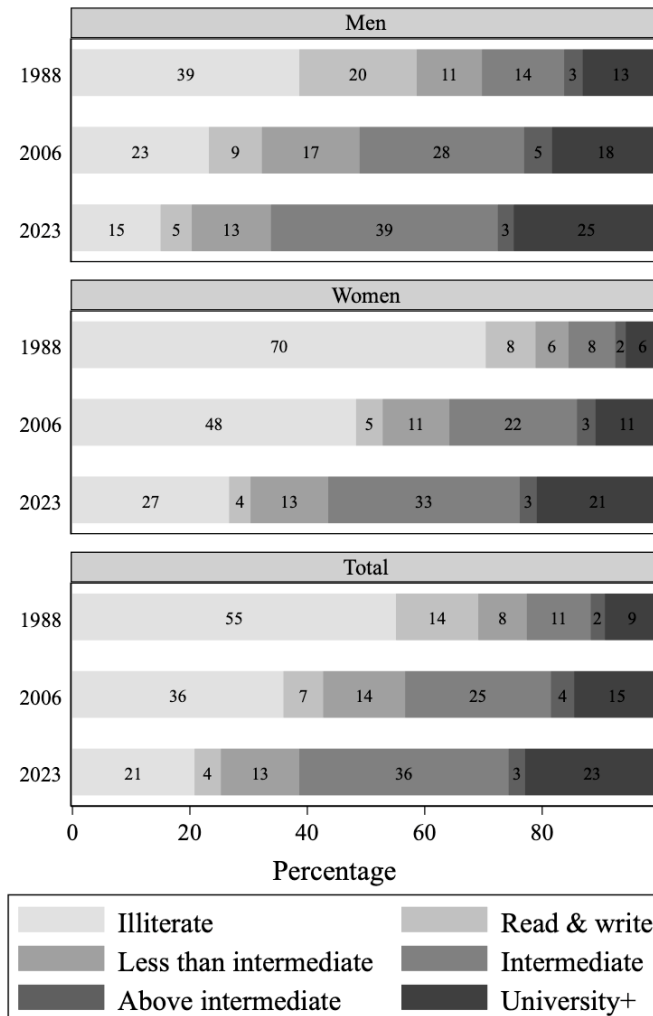 Men
1988 39 20 11 14 3 13
2006 23 9 17 28 5 18
2023 15 5 13 39 3 25
Women
1988 70 8 6 8 2 6
2006 48 5 11 22 3 11
2023 27 4 13 33 3 21
Total
1988 55 14 8 11 2 9
2006 36 7 14 25 4 15
2023 21 4 13 36 3 23
0 20 40 60 80
Percentage
Illiterate Read & write
Less than intermediate Intermediate
Above intermediate University+